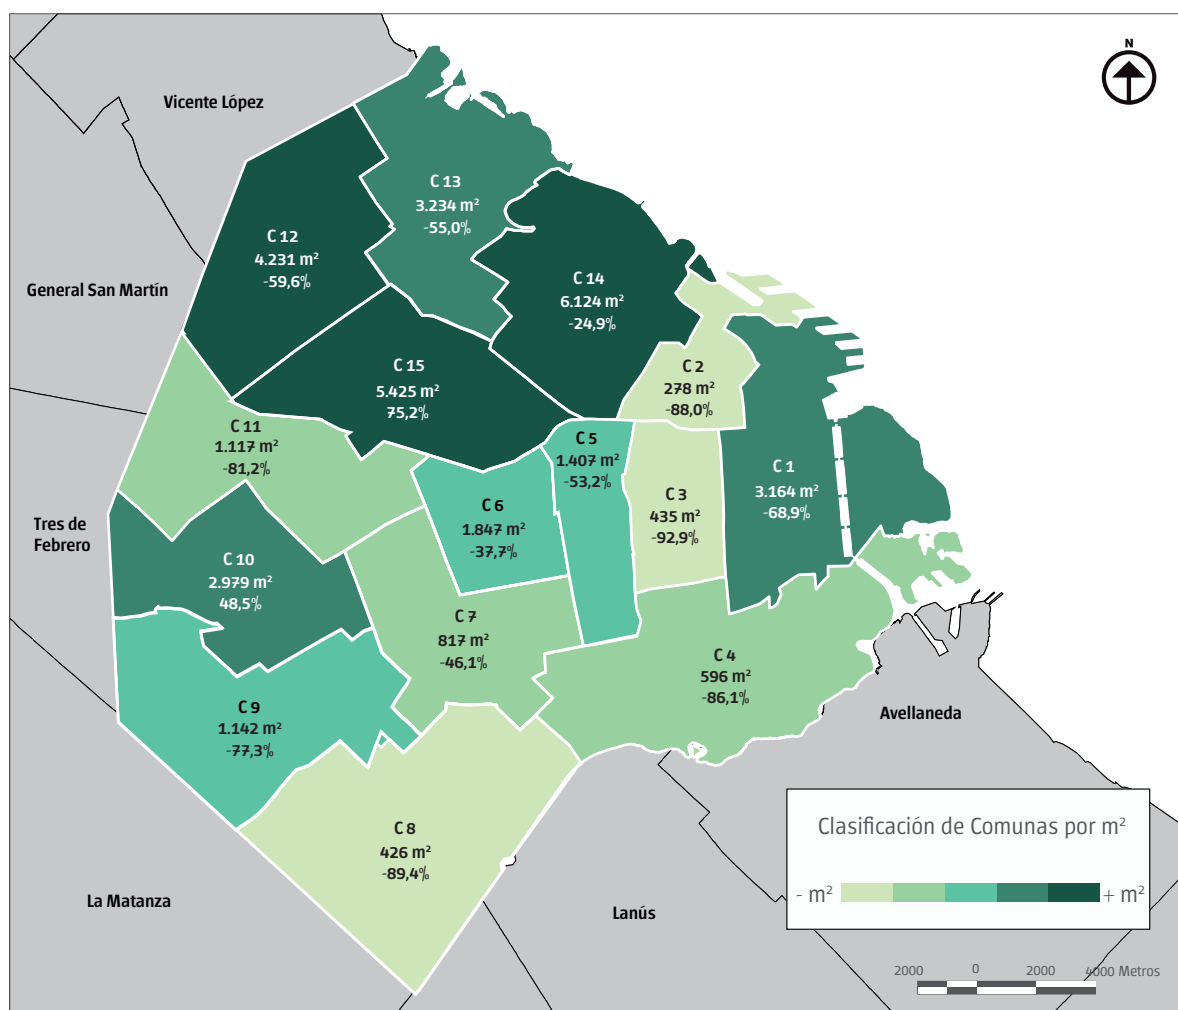 N
Vicente López
C 13
3.234 m²
-55,0%
C 12
4.231 m²
-59,6%
General San Martín
C 14
6.124 m²
-24,9%
C 15
5.425 m²
75,2%
C 2
278 m²
-88,0%
C 11
1.117 m²
-81,2%
C 5
1.407 m²
-53,2%
C 1
3.164 m²
-68,9%
C 6
1.847 m²
-37,7%
C 3
435 m²
-92,9%
Tres de
Febrero
C 10
2.979 m²
48,5%
C 7
817 m²
-46,1%
C 4
596 m²
-86,1%
C 9
1.142 m²
-77,3%
Avellaneda
C 8
426 m²
-89,4%
La Matanza
Lanús
Clasificación de Comunas por m²
- m²
+ m²
2000 0 2000 4000 Metros